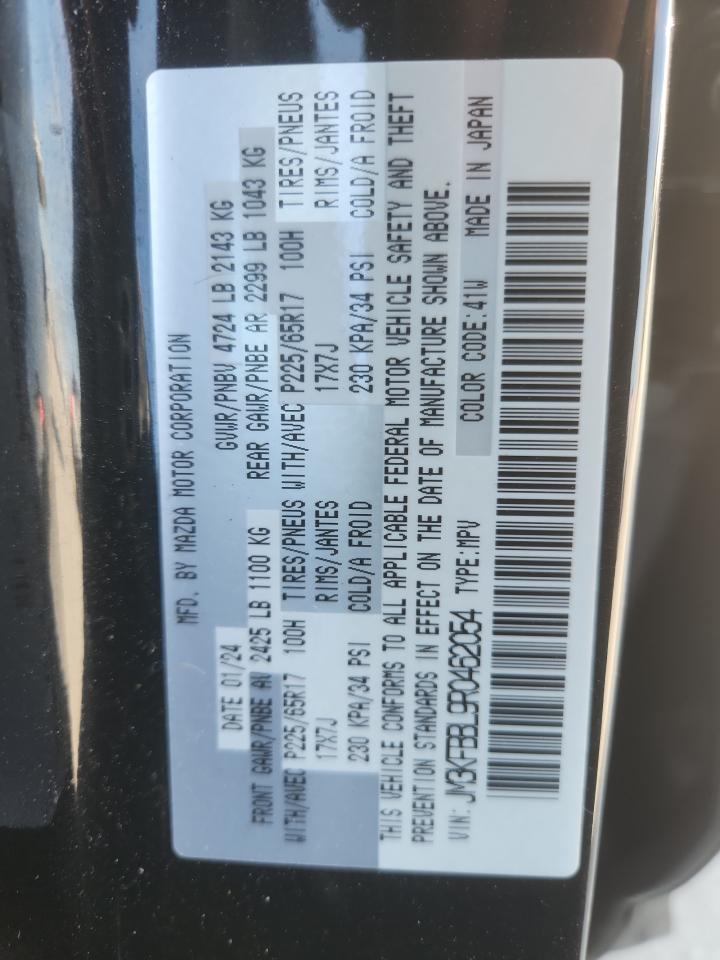 MFD. BY MAZDA MOTOR CORPORATION
DATE 01/24 GVWR/PNBV 4724 LB 2143 KG
FRONT GAWR/PNBE AV 2425 LB 1100 KG REAR GAWR/PNBE AR 2299 LB 1043 KG
WITH/AVEC P225/65R17 100H TIRES/PNEUS WITH/AVEC P225/65R17 100H TIRES/PNEUS
17X7J RIMS/JANTES 17X7J RIMS/JANTES
230 KPA/34 PSI COLD/A FROID 230 KPA/34 PSI COLD/A FROID
THIS VEHICLE CONFORMS TO ALL APPLICABLE FEDERAL MOTOR VEHICLE SAFETY AND THEFT
PREVENTION STANDARDS IN EFFECT ON THE DATE OF MANUFACTURE SHOWN ABOVE.
VIN: JM3KFBBL9R0462054 TYPE:MPV COLOR CODE:41W MADE IN JAPAN